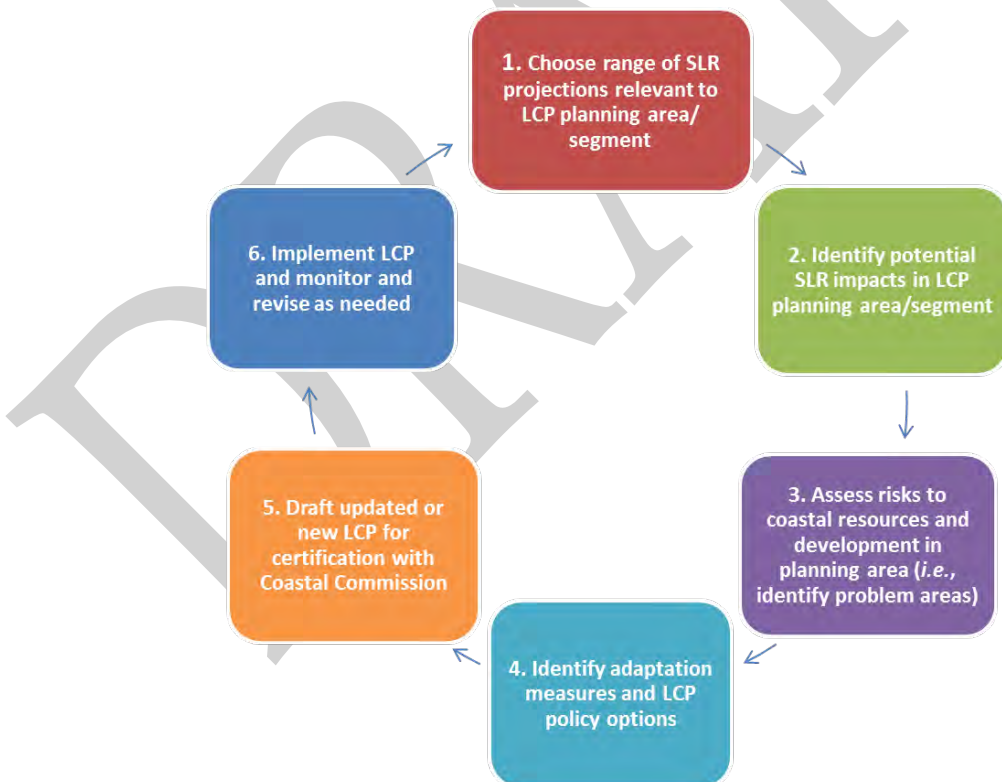 1. Choose range of SLR
projections relevant to
LCP planning area/
segment
2. Identify potential
SLR impacts in LCP
planning area/segment
3. Assess risks to
coastal resources and
development in
planning area (i.e.,
identify problem areas)
4. Identify adaptation
measures and LCP
policy options
5. Draft updated or
new LCP for
certification with
Coastal Commission
6. Implement LCP
and monitor and
revise as needed
DRAF